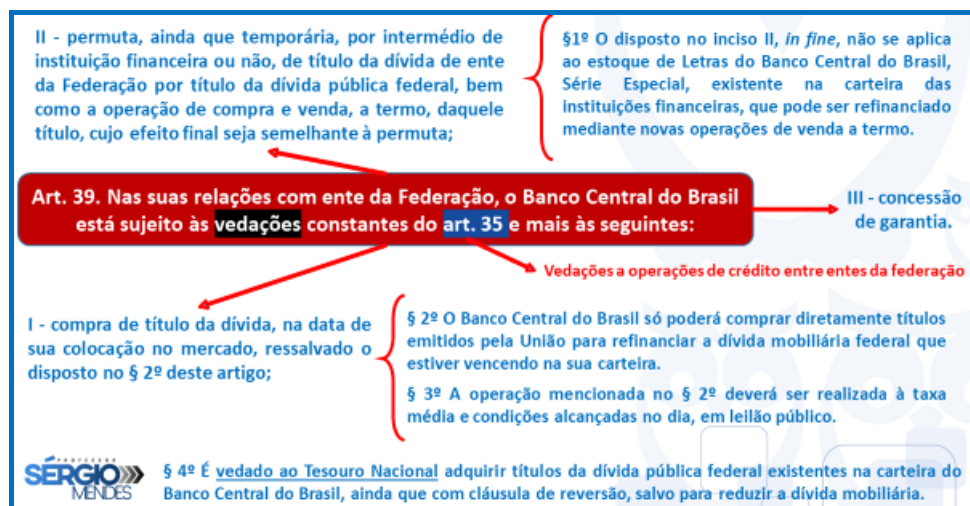 II - permuta, ainda que temporária, por intermédio de
instituição financeira ou não, de título da dívida de ente
da Federação por título da dívida pública federal, bem
como a operação de compra e venda, a termo, daquele
título, cujo efeito final seja semelhante à permuta;
§1º O disposto no inciso II, in fine, não se aplica
ao estoque de Letras do Banco Central do Brasil,
Série Especial, existente na carteira das
instituições financeiras, que pode ser refinanciado
mediante novas operações de venda a termo.
Art. 39. Nas suas relações com ente da Federação, o Banco Central do Brasil
está sujeito às vedações constantes do art. 35 e mais às seguintes:
III - concessão
de garantia.
Vedações a operações de crédito entre entes da federação
I - compra de título da dívida, na data de
sua colocação no mercado, ressalvado o
disposto no § 2º deste artigo;
§ 2º O Banco Central do Brasil só poderá comprar diretamente títulos
emitidos pela União para refinanciar a dívida mobiliária federal que
estiver vencendo na sua carteira.
§ 3º A operação mencionada no § 2º deverá ser realizada à taxa
média e condições alcançadas no dia, em leilão público.
PROFESSOR
SÉRGIO
MENDES
§ 4º É vedado ao Tesouro Nacional adquirir títulos da dívida pública federal existentes na carteira do
Banco Central do Brasil, ainda que com cláusula de reversão, salvo para reduzir a dívida mobiliária.